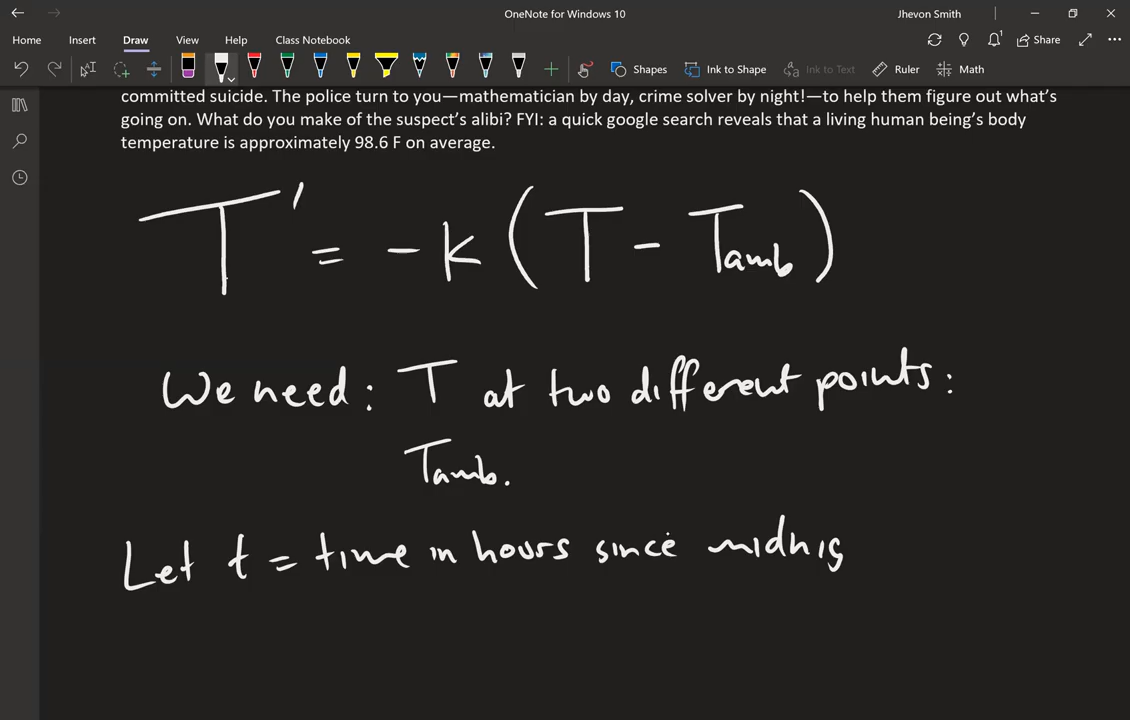 OneNote for Windows 10
Jhevon Smith
Home Insert Draw View Help Class Notebook
Share
Shapes Ink to Shape Ink to Text Ruler Math
committed suicide. The police turn to you—mathematician by day, crime solver by night!—to help them figure out what's
going on. What do you make of the suspect's alibi? FYI: a quick google search reveals that a living human being's body
temperature is approximately 98.6 F on average.
T' = -k (T - Tamb)
We need: T at two different points:
Tamb.
Let t = time in hours since midnig